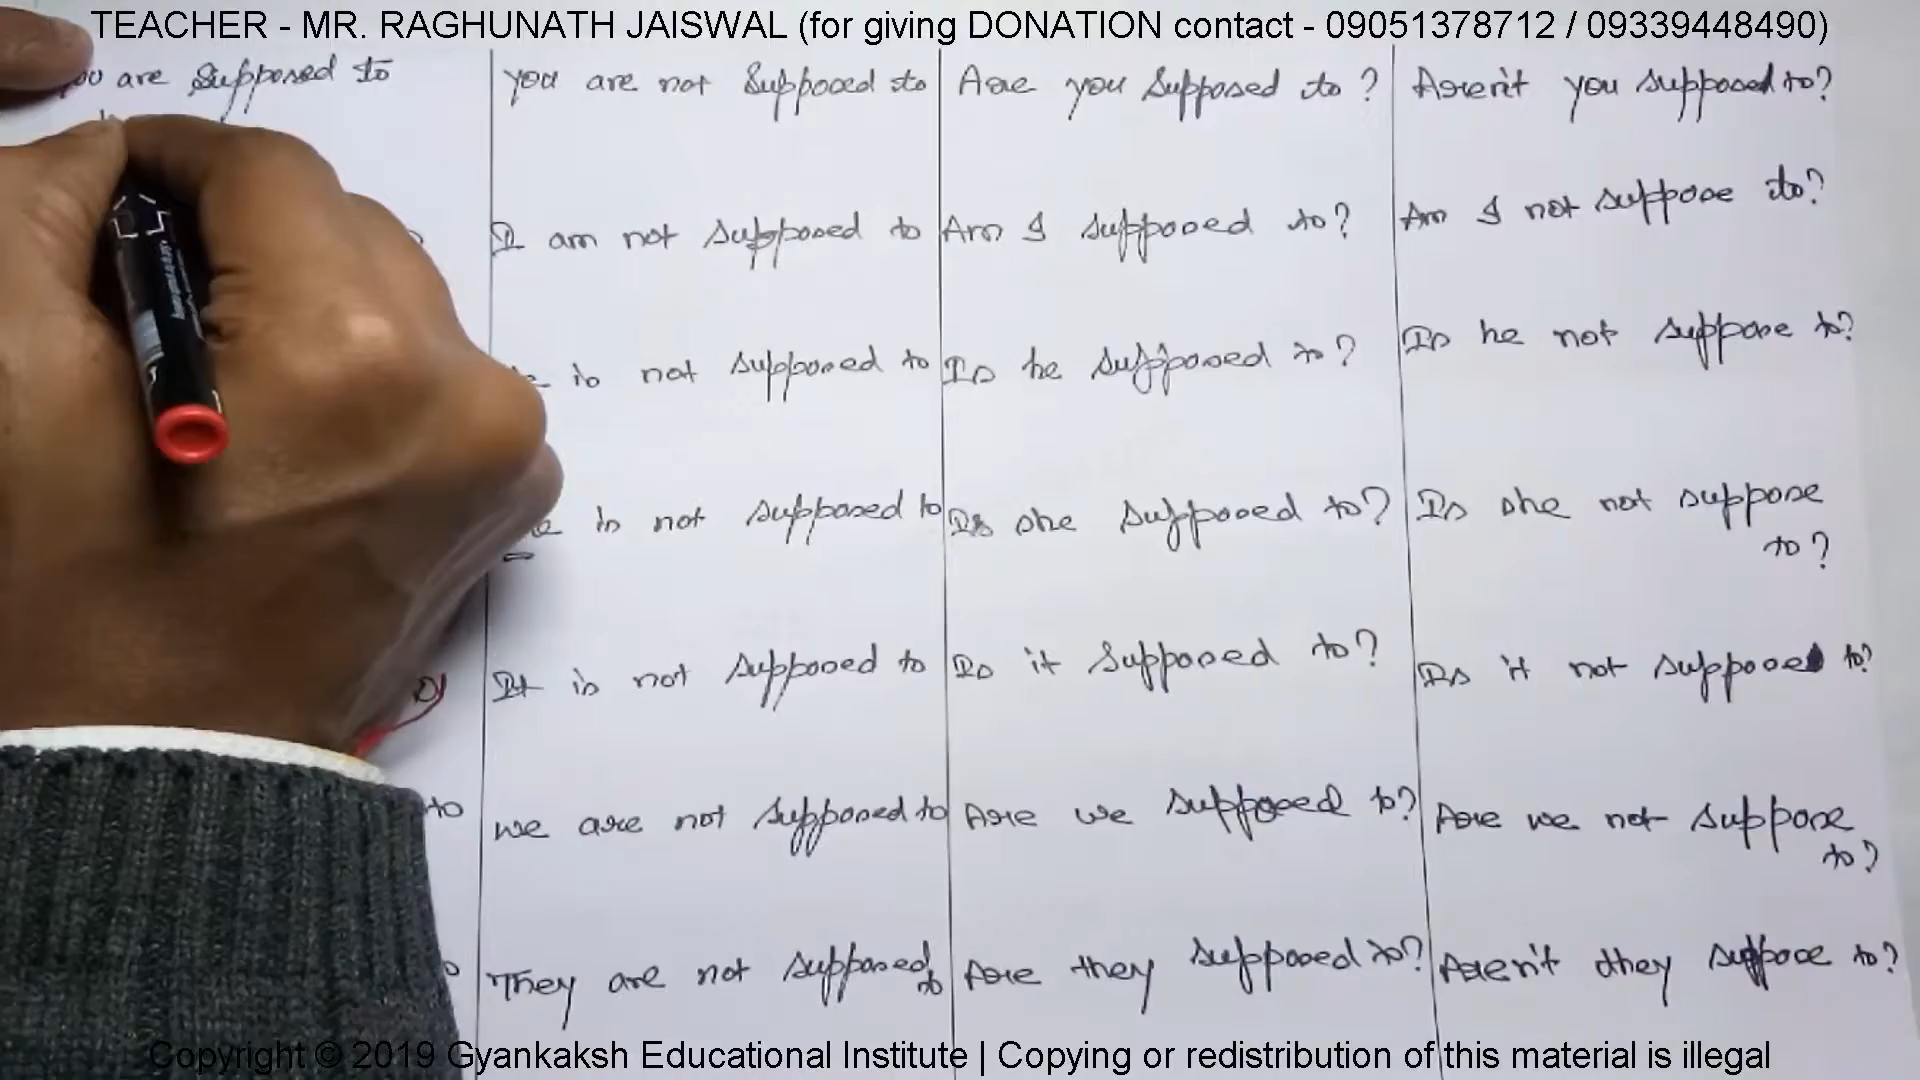 TEACHER - MR. RAGHUNATH JAISWAL (for giving DONATION contact - 09051378712 / 09339448490)
you are supposed to
you are not supposed to
Are you supposed to?
Aren't you supposed to?
I am not supposed to
Am I supposed to?
Am I not suppose to?
is not supposed to
Is he supposed to?
Is he not suppose to?
is not supposed to
Is she supposed to?
Is she not suppose
to?
It is not supposed to
Is it supposed to?
Is it not suppose to?
to
we are not supposed to
Are we supposed to?
Are we not suppose
to?
They are not supposed
to
Are they supposed to?
Aren't they suppose to?
Copyright © 2019 Gyankaksh Educational Institute | Copying or redistribution of this material is illegal